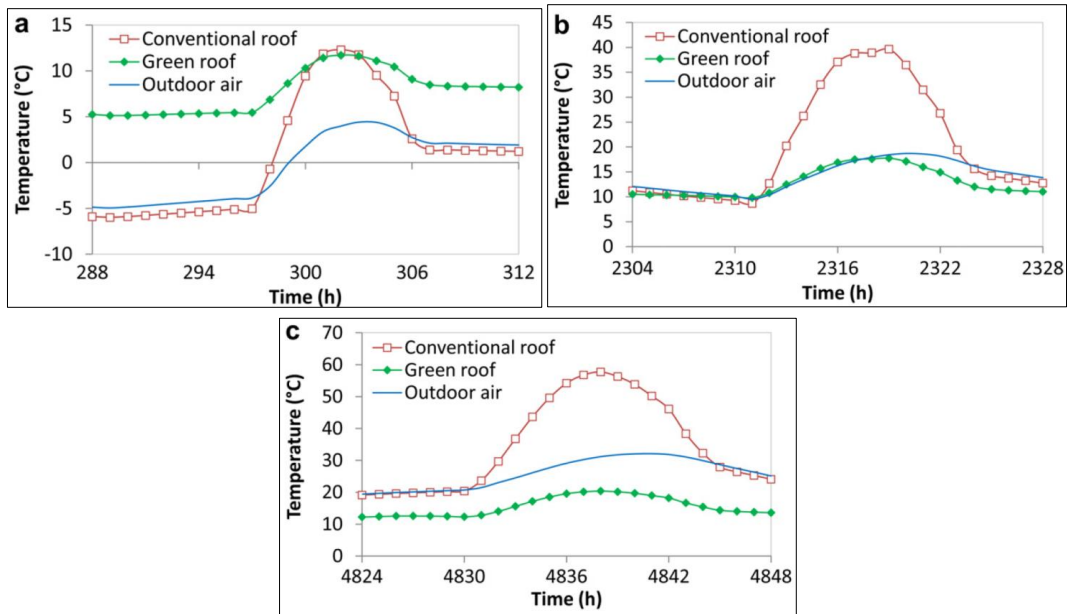 a
15
10
5
0
-5
-10
Temperature (°C)
Conventional roof
Green roof
Outdoor air
288
294
300
306
312
Time (h)
b
45
40
35
30
25
20
15
10
5
0
Temperature (°C)
Conventional roof
Green roof
Outdoor air
2304
2310
2316
2322
2328
Time (h)
c
70
60
50
40
30
20
10
0
Temperature (°C)
Conventional roof
Green roof
Outdoor air
4824
4830
4836
4842
4848
Time (h)